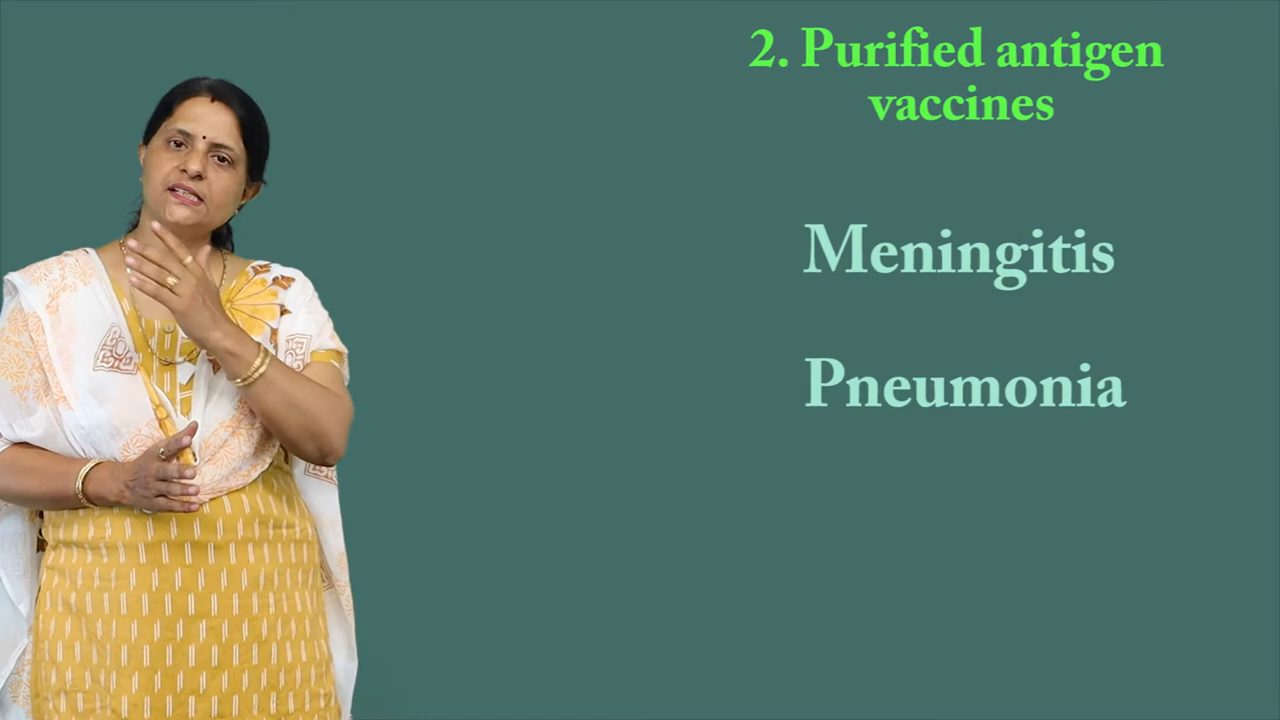 2. Purified antigen
vaccines
Meningitis
Pneumonia